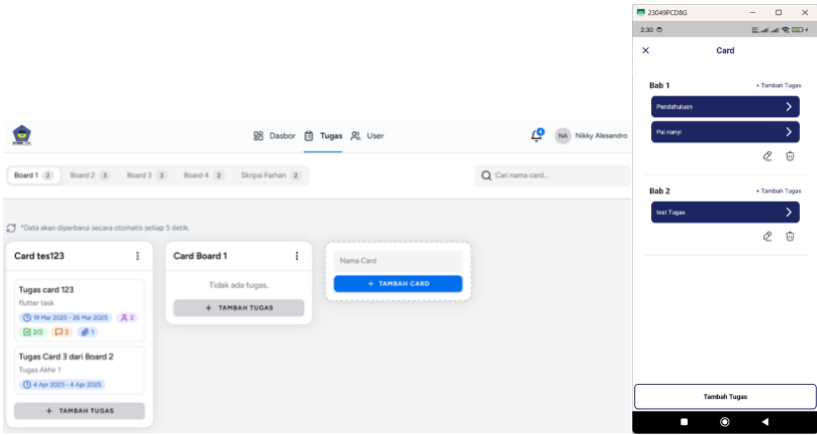 Dasbor Tugas User
4 NA Nikky Alesandro
Board 1 2 Board 2 3 Board 3 3 Board 4 2 Skripsi Farhan 2
Cari nama card...
*Data akan diperbarui secara otomatis setiap 5 detik.
Card tes123
Tugas card 123
flutter task
19 Mar 2025 - 26 Mar 2025 2
2/2 2 1
Tugas Card 3 dari Board 2
Tugas Akhir 1
4 Apr 2025 - 4 Apr 2025
+ TAMBAH TUGAS
Card Board 1
Tidak ada tugas.
+ TAMBAH TUGAS
Nama Card
+ TAMBAH CARD
23049PCD8G
2:30
Card
Bab 1 + Tambah Tugas
Pendahuluan
Pai nanyi
Bab 2 + Tambah Tugas
test Tugas
Tambah Tugas